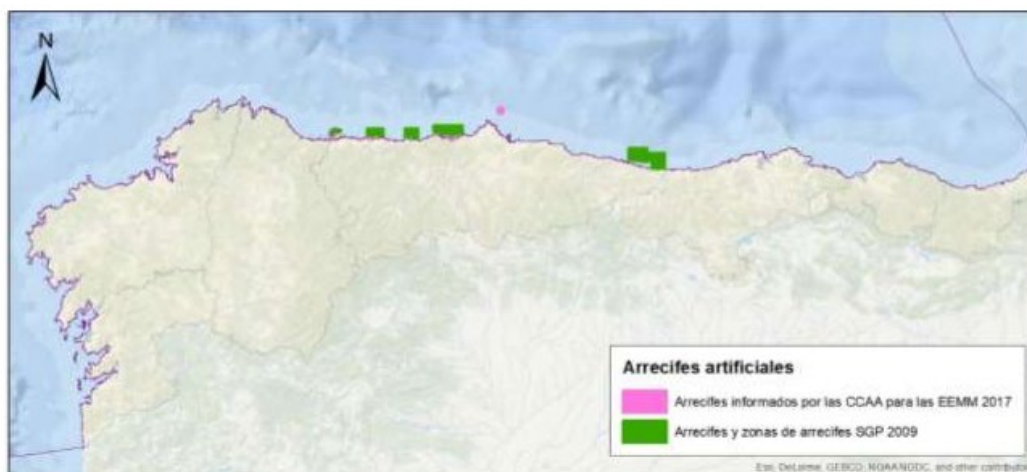 N
Arrecifes artificiales
Arrecifes informados por las CCAA para las EEMM 2017
Arrecifes y zonas de arrecifes SGP 2009
Esri, DeLorme, GEBCO, NOAA NGDC, and other contributors